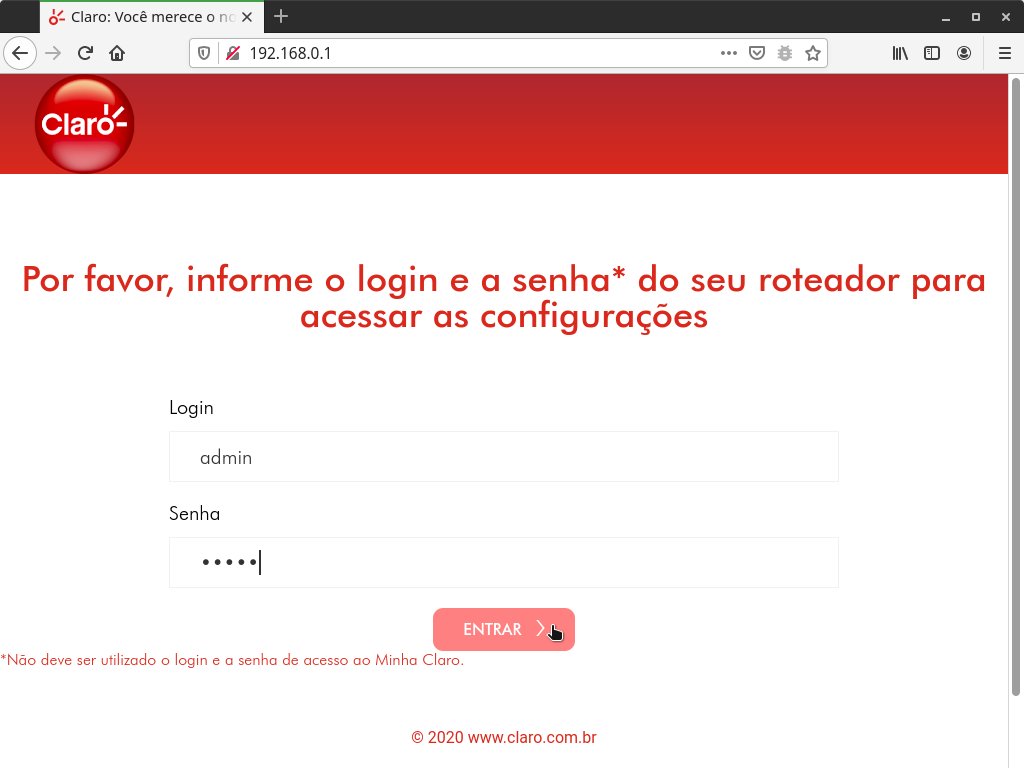 Claro: Você merece o no
192.168.0.1
Claro
Por favor, informe o login e a senha* do seu roteador para
acessar as configurações
Login
admin
Senha
•••••
ENTRAR
*Não deve ser utilizado o login e a senha de acesso ao Minha Claro.
© 2020 www.claro.com.br